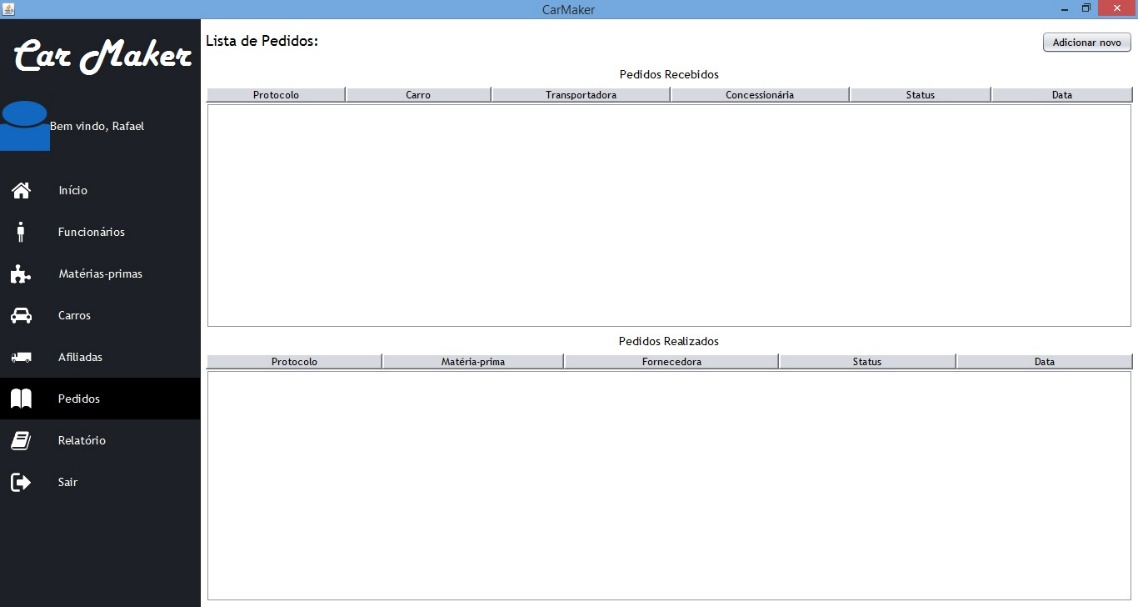 CarMaker
Car Maker
Bem vindo, Rafael
Início
Funcionários
Matérias-primas
Carros
Afiliadas
Pedidos
Relatório
Sair
Lista de Pedidos:
Adicionar novo
Pedidos Recebidos
Protocolo Carro Transportadora Concessionária Status Data
Pedidos Realizados
Protocolo Matéria-prima Fornecedora Status Data